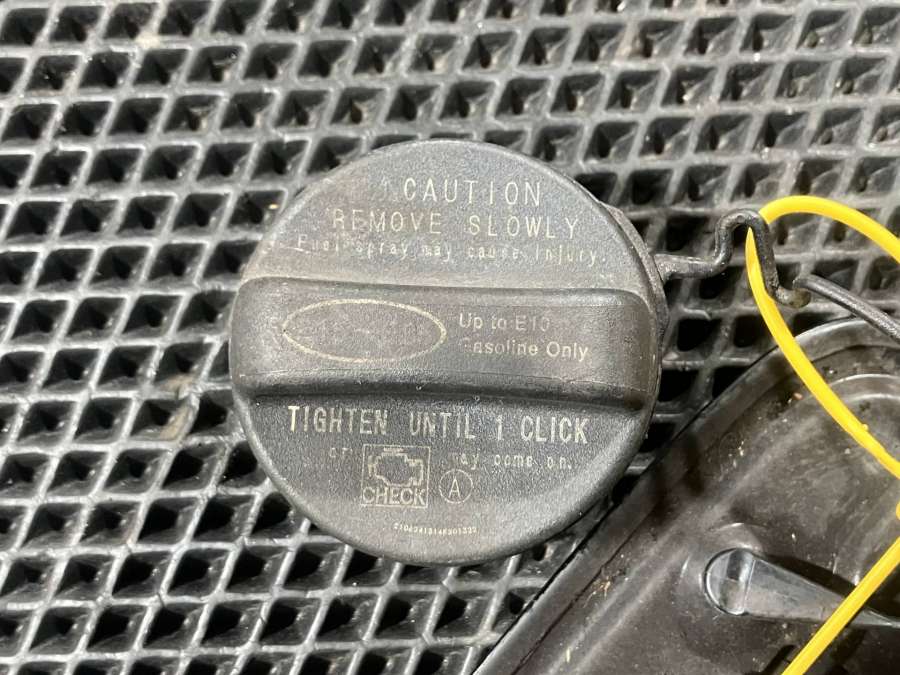 CAUTION
REMOVE SLOWLY
Fuel spray may cause injury.
Up to E10
Gasoline Only
TIGHTEN UNTIL 1 CLICK
or may come on.
CHECK
A